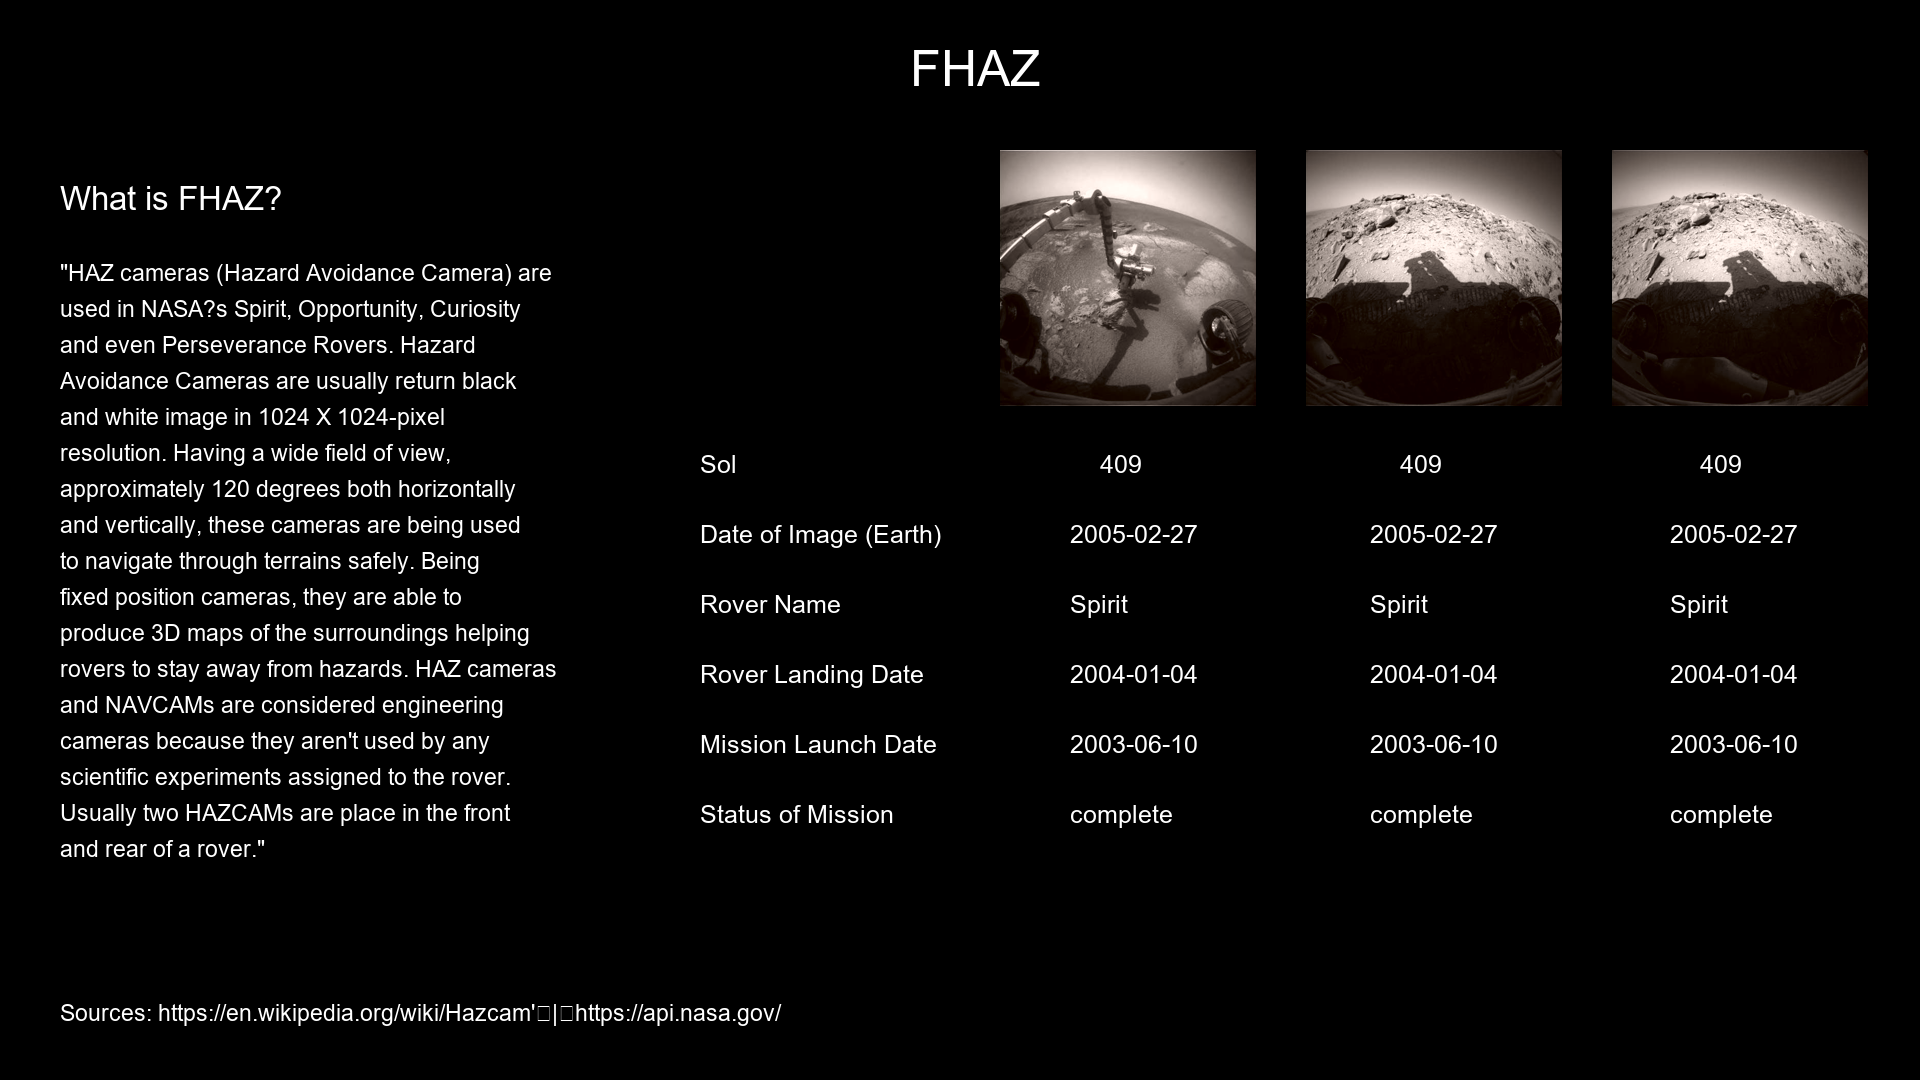 FHAZ
What is FHAZ?
"HAZ cameras (Hazard Avoidance Camera) are
used in NASA?s Spirit, Opportunity, Curiosity
and even Perseverance Rovers. Hazard
Avoidance Cameras are usually return black
and white image in 1024 X 1024-pixel
resolution. Having a wide field of view,
approximately 120 degrees both horizontally
and vertically, these cameras are being used
to navigate through terrains safely. Being
fixed position cameras, they are able to
produce 3D maps of the surroundings helping
rovers to stay away from hazards. HAZ cameras
and NAVCAMs are considered engineering
cameras because they aren't used by any
scientific experiments assigned to the rover.
Usually two HAZCAMs are place in the front
and rear of a rover."
Sol 409 409 409
Date of Image (Earth) 2005-02-27 2005-02-27 2005-02-27
Rover Name Spirit Spirit Spirit
Rover Landing Date 2004-01-04 2004-01-04 2004-01-04
Mission Launch Date 2003-06-10 2003-06-10 2003-06-10
Status of Mission complete complete complete
Sources: https://en.wikipedia.org/wiki/Hazcam'□|□https://api.nasa.gov/